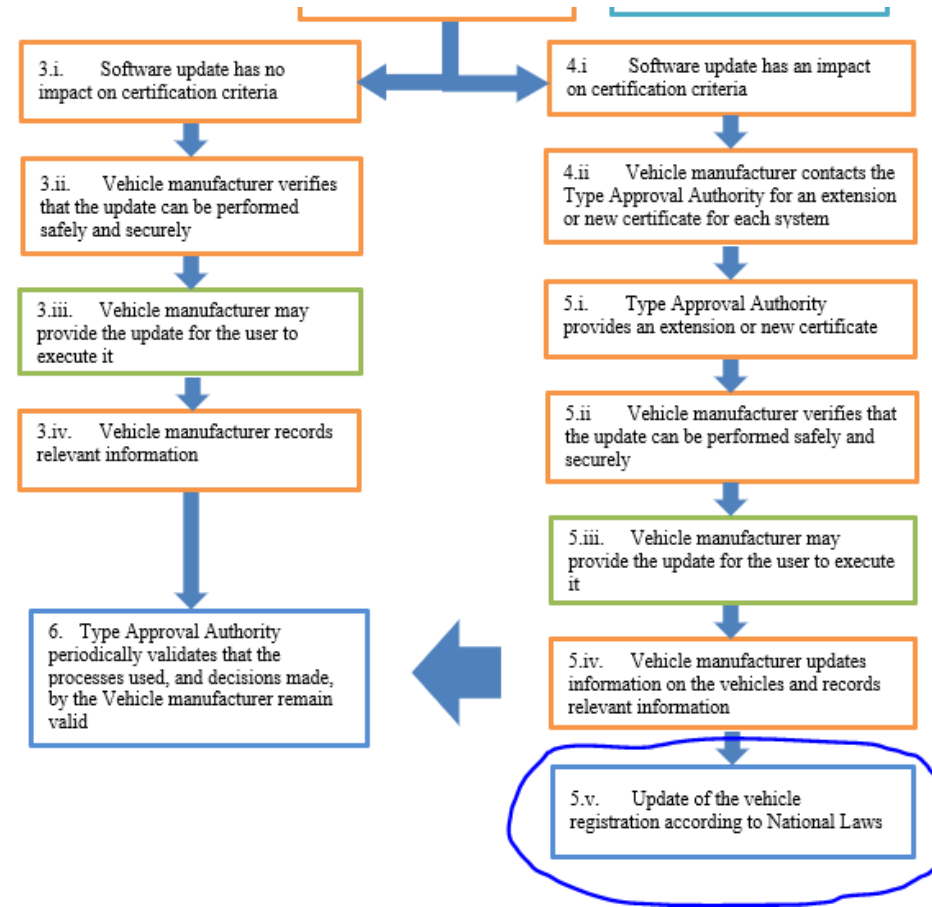 3.i. Software update has no
impact on certification criteria
3.ii. Vehicle manufacturer verifies
that the update can be performed
safely and securely
3.iii. Vehicle manufacturer may
provide the update for the user to
execute it
3.iv. Vehicle manufacturer records
relevant information
6. Type Approval Authority
periodically validates that the
processes used, and decisions made,
by the Vehicle manufacturer remain
valid
4.i Software update has an impact
on certification criteria
4.ii Vehicle manufacturer contacts the
Type Approval Authority for an extension
or new certificate for each system
5.i. Type Approval Authority
provides an extension or new certificate
5.ii Vehicle manufacturer verifies that
the update can be performed safely and
securely
5.iii. Vehicle manufacturer may
provide the update for the user to execute
it
5.iv. Vehicle manufacturer updates
information on the vehicles and records
relevant information
5.v. Update of the vehicle
registration according to National Laws